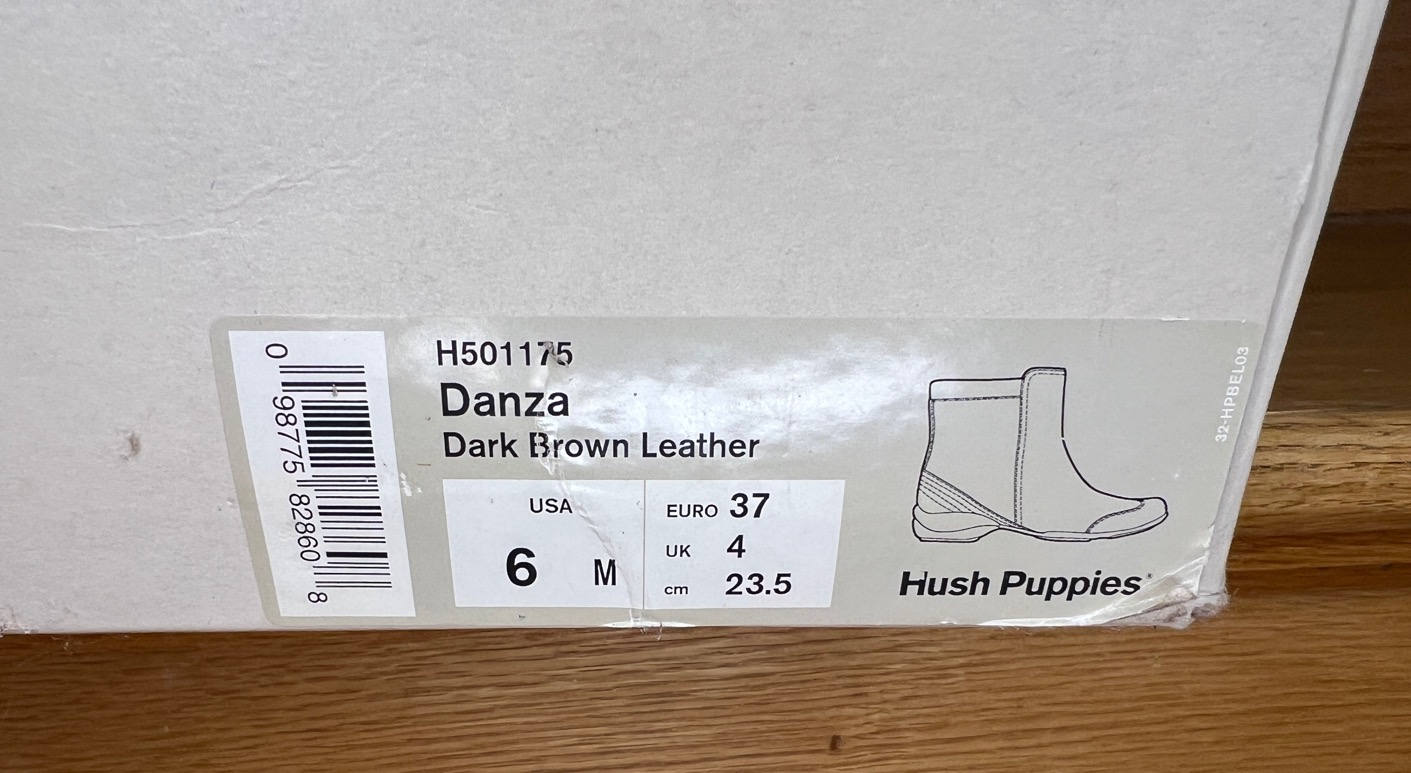 H501175
Danza
Dark Brown Leather
USA
6 M
EURO 37
UK 4
cm 23.5
Hush Puppies®
32-HPBEL03
0 98775 82860 8